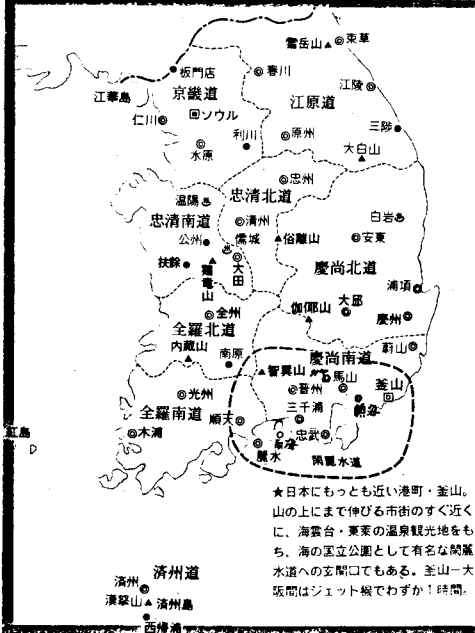 雪岳山
束草
板門店
春川
江華島
京畿道
江原道
江陵
ソウル
仁川
三陟
利川
原州
水原
大白山
忠州
忠清北道
温陽
忠清南道
清州
白岩
儒城
俗離山
安東
公州
扶餘
大田
鶏竜山
慶尚北道
浦項
伽倻山
大邱
全州
慶州
全羅北道
蔚山
内蔵山
慶尚南道
南原
智異山
馬山
釜山
光州
晋州
全羅南道
三千浦
順天
紅島
木浦
忠武
麗水
閑麗水道
★日本にもっとも近い港町・釜山。
山の上にまで伸びる市街のすぐ近く
に、海雲台・東萊の温泉観光地をも
ち、海の国立公園として有名な閑麗
水道への玄関口でもある。釜山ー大
阪間はジェット機でわずか1時間。
済州道
済州
漢拏山
済州島
西帰浦